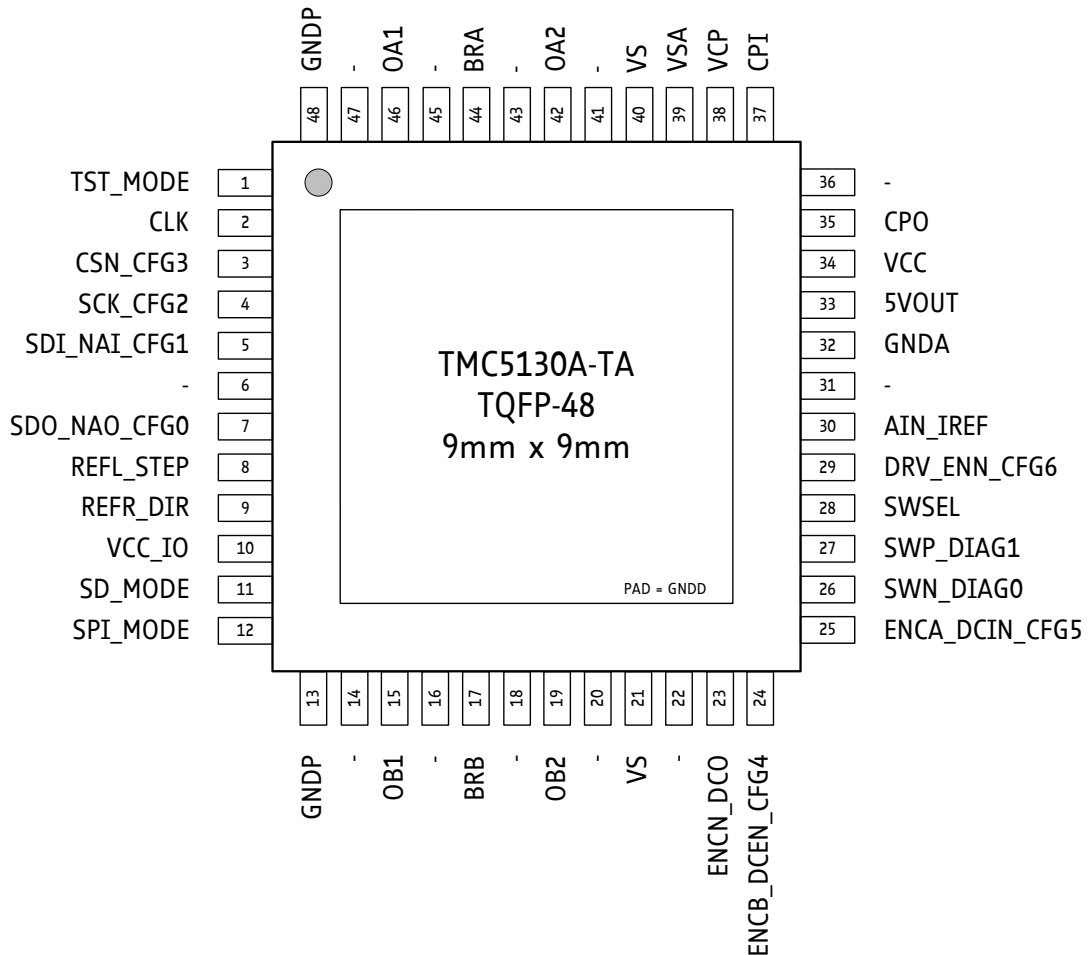 GNDP
-
OA1
-
BRA
-
OA2
-
VS
VSA
VCP
CPI
48
47
46
45
44
43
42
41
40
39
38
37
TST_MODE 1
CLK 2
CSN_CFG3 3
SCK_CFG2 4
SDI_NAI_CFG1 5
- 6
SDO_NAO_CFG0 7
REFL_STEP 8
REFR_DIR 9
VCC_IO 10
SD_MODE 11
SPI_MODE 12
TMC5130A-TA
TQFP-48
9mm x 9mm
PAD = GNDD
36 -
35 CPO
34 VCC
33 5VOUT
32 GNDA
31 -
30 AIN_IREF
29 DRV_ENN_CFG6
28 SWSEL
27 SWP_DIAG1
26 SWN_DIAG0
25 ENCA_DCIN_CFG5
13
14
15
16
17
18
19
20
21
22
23
24
GNDP
-
OB1
-
BRB
-
OB2
-
VS
-
ENCN_DCO
ENCB_DCEN_CFG4